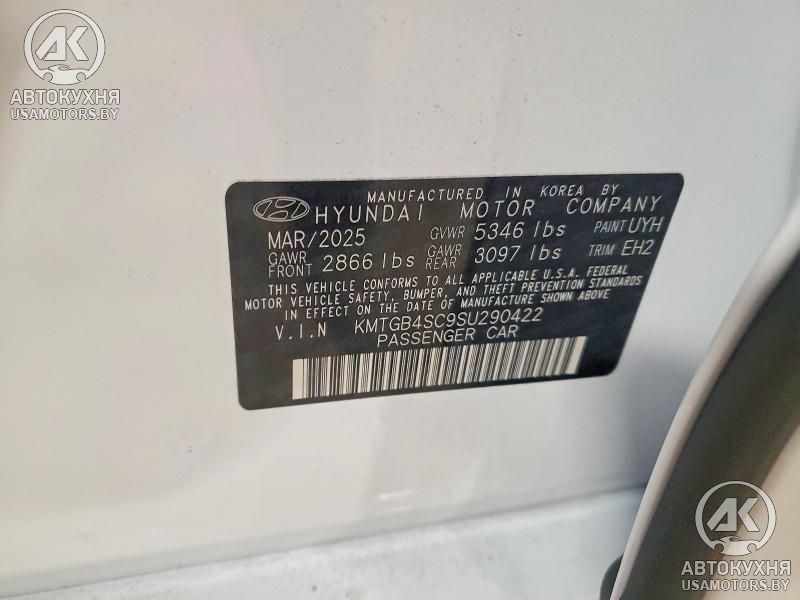 AK
АВТОКУХНЯ
USAMOTORS.BY
MANUFACTURED IN KOREA BY
HYUNDAI MOTOR COMPANY
MAR/2025 GVWR 5346 lbs PAINT UYH
GAWR FRONT 2866 lbs GAWR REAR 3097 lbs TRIM EH2
THIS VEHICLE CONFORMS TO ALL APPLICABLE U.S.A. FEDERAL
MOTOR VEHICLE SAFETY, BUMPER, AND THEFT PREVENTION STANDARDS
IN EFFECT ON THE DATE OF MANUFACTURE SHOWN ABOVE.
V.I.N KMTGB4SC9SU290422
PASSENGER CAR
AK
АВТОКУХНЯ
USAMOTORS.BY